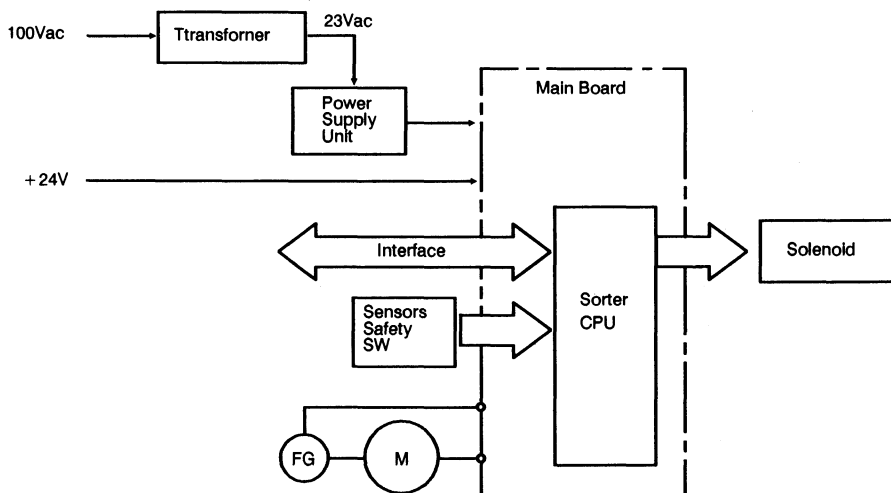 100Vac
Ttransforner
23Vac
Power
Supply
Unit
Main Board
+24V
Interface
Sorter
CPU
Solenoid
Sensors
Safety
SW
FG
M